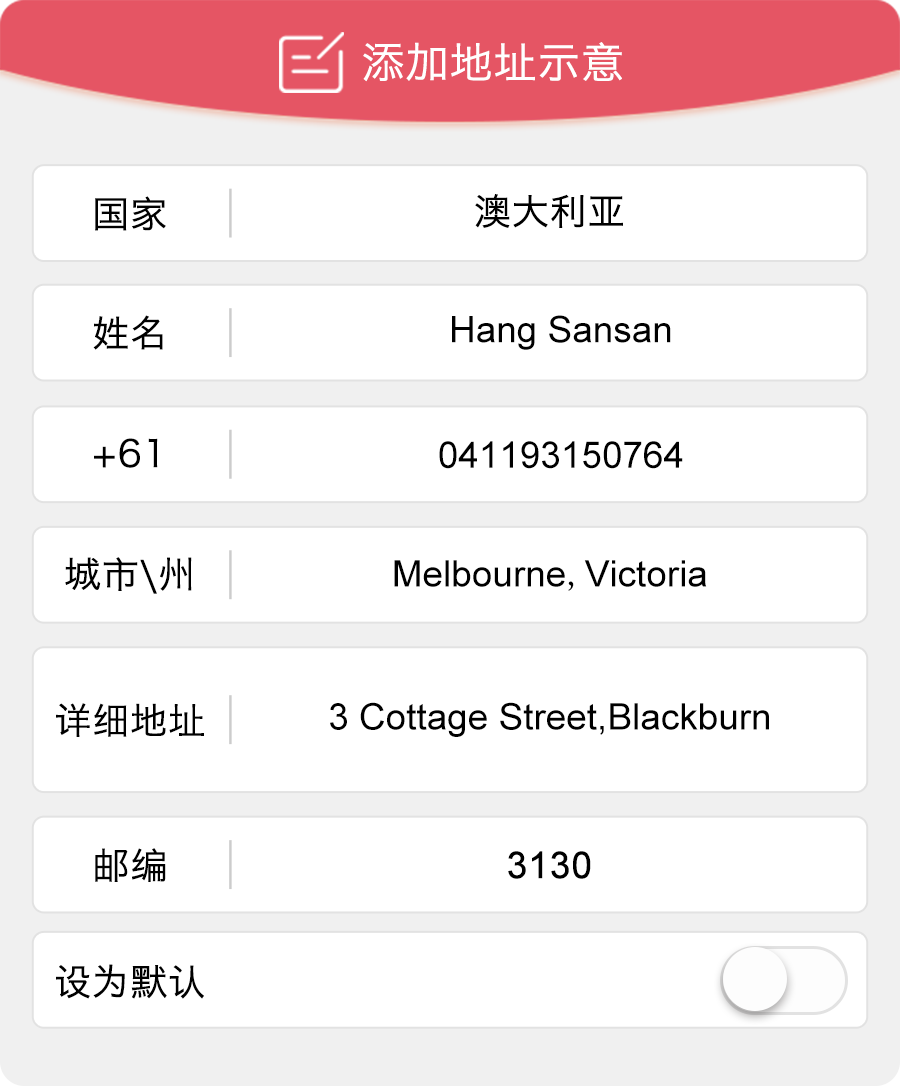 添加地址示意
国家 澳大利亚
姓名 Hang Sansan
+61 041193150764
城市\州 Melbourne, Victoria
详细地址 3 Cottage Street,Blackburn
邮编 3130
设为默认